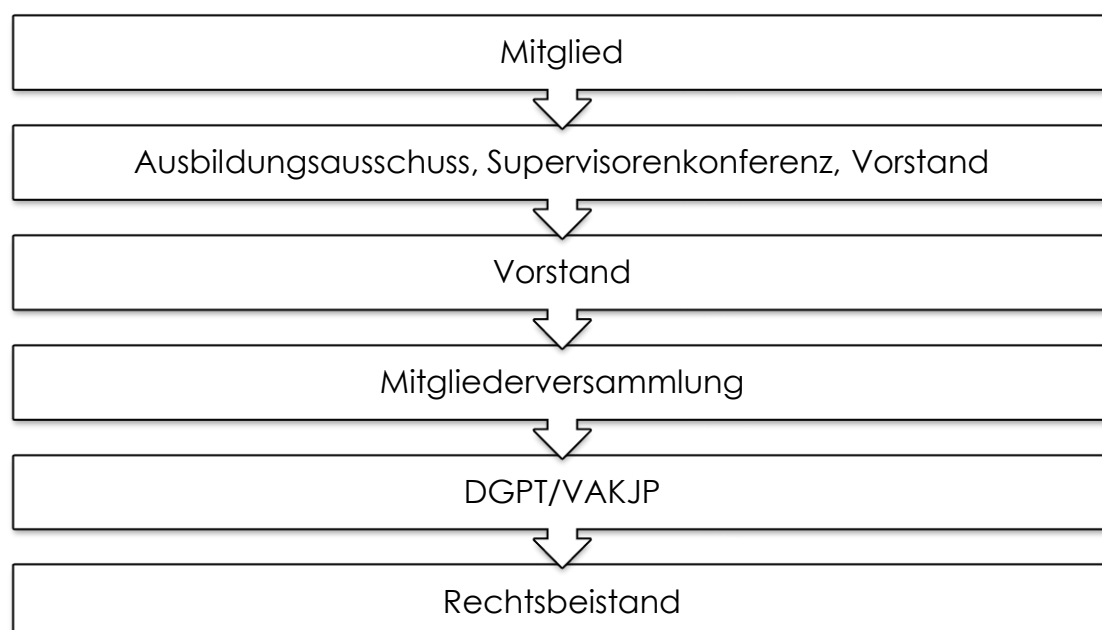 Mitglied
Ausbildungsausschuss, Supervisorenkonferenz, Vorstand
Vorstand
Mitgliederversammlung
DGPT/VAKJP
Rechtsbeistand